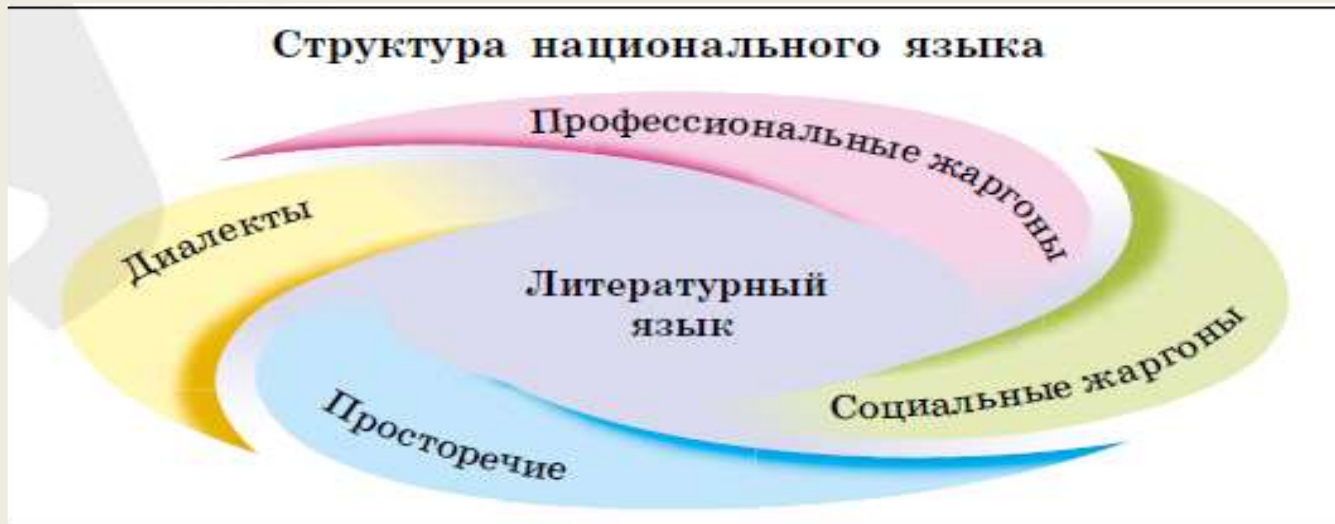 Структура национального языка
Профессиональные жаргоны
Диалекты
Литературный
язык
Социальные жаргоны
Просторечие